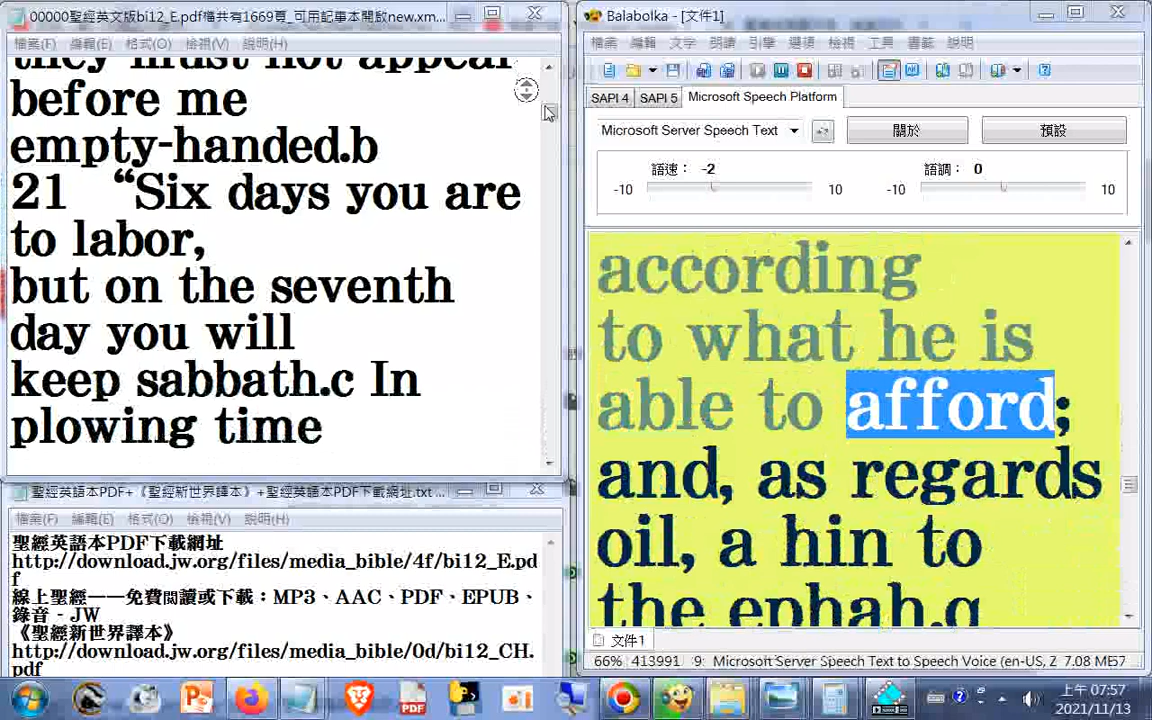 00000聖經英文版bi12_E.pdf檔共有1669頁_可用記事本開啟new.xm...
檔案(F) 編輯(E) 格式(O) 檢視(V) 說明(H)
they must not appear
before me
empty-handed.b
21 “Six days you are
to labor,
but on the seventh
day you will
keep sabbath.c In
plowing time
聖經英語本PDF+《聖經新世界譯本》+聖經英語本PDF下載網址.txt ...
檔案(F) 編輯(E) 格式(O) 檢視(V) 說明(H)
聖經英語本PDF下載網址
http://download.jw.org/files/media_bible/4f/bi12_E.pd
f
線上聖經——免費閱讀或下載：MP3、AAC、PDF、EPUB、
錄音 - JW
《聖經新世界譯本》
http://download.jw.org/files/media_bible/0d/bi12_CH.
pdf
Balabolka - [文件1]
檔案 編輯 文字 朗讀 引擎 選項 檢視 工具 書籤 說明
SAPI 4 SAPI 5 Microsoft Speech Platform
Microsoft Server Speech Text 關於 預設
語速： -2 語調： 0
-10 10 -10 10
according
to what he is
able to afford;
and, as regards
oil, a hin to
the ephah.g
文件1
66% 413991 9: Microsoft Server Speech Text to Speech Voice (en-US, Z 7.08 ME57
PDF
上午 07:57
2021/11/13